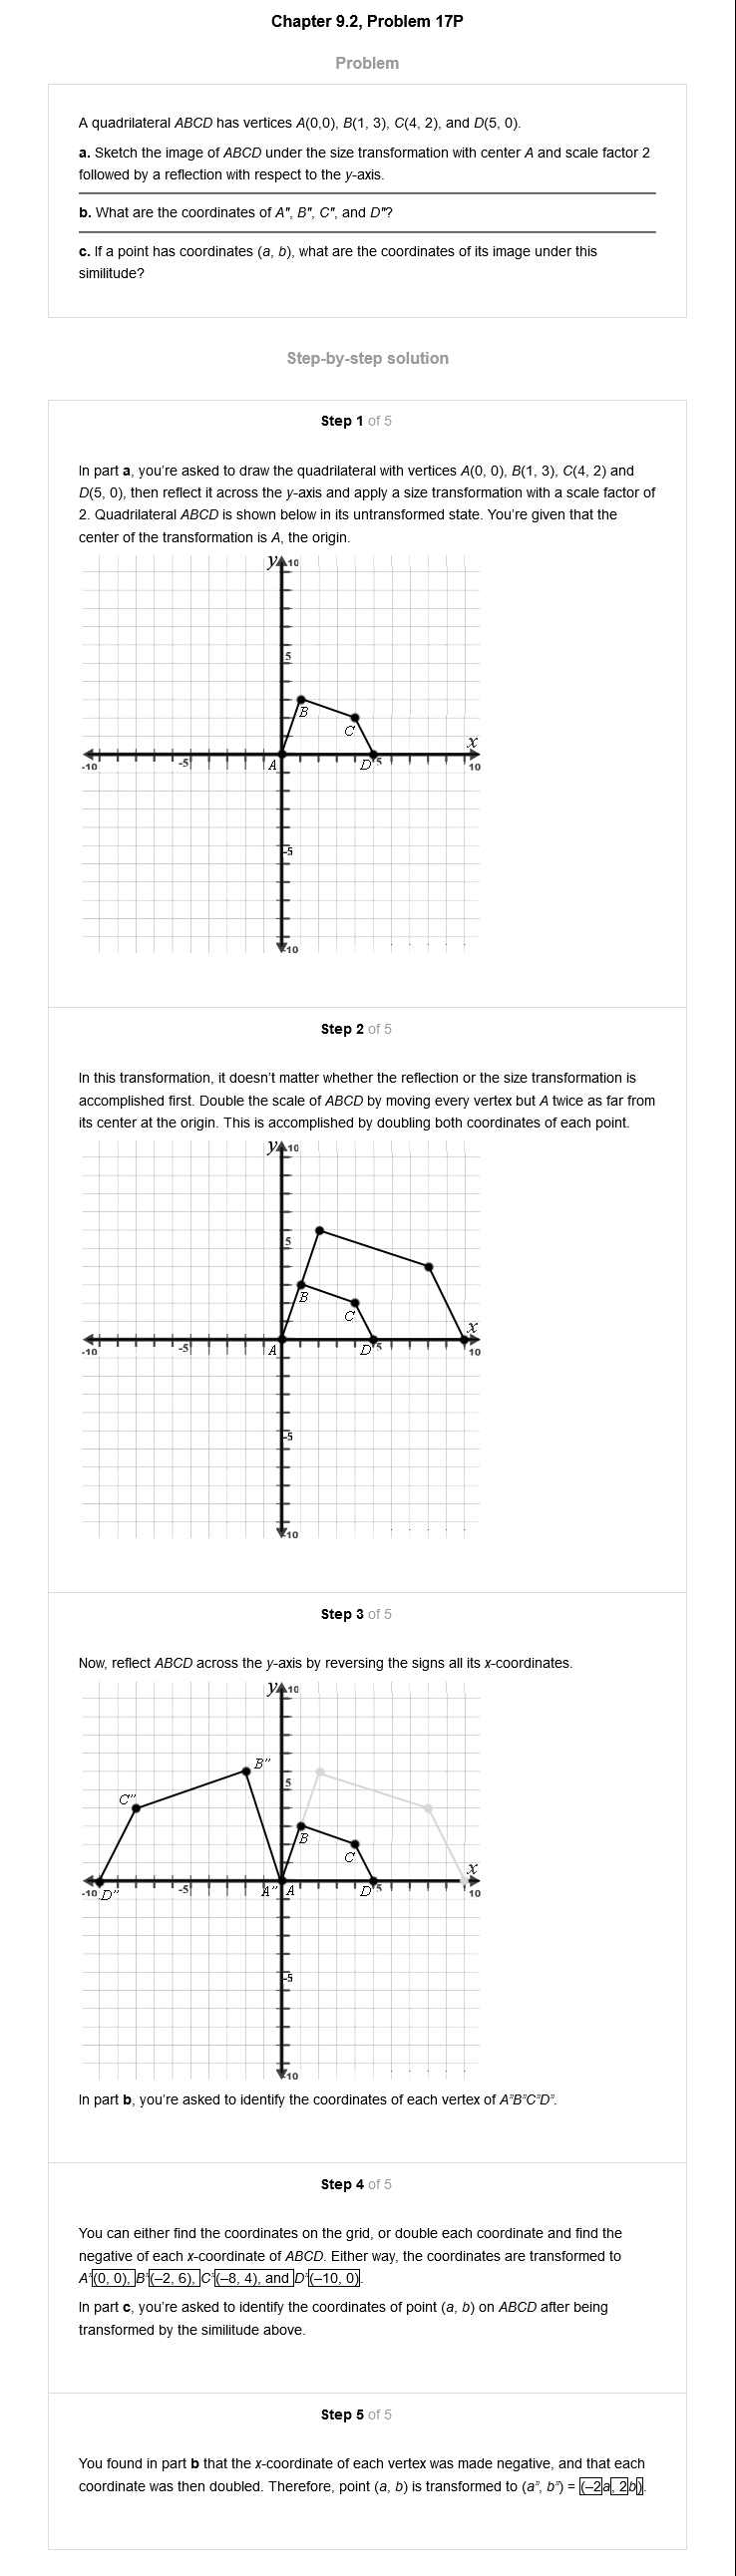 Chapter 9.2, Problem 17P
Problem
A quadrilateral ABCD has vertices A(0,0), B(1, 3), C(4, 2), and D(5, 0).
a. Sketch the image of ABCD under the size transformation with center A and scale factor 2
followed by a reflection with respect to the y-axis.
b. What are the coordinates of A", B", C", and D"?
c. If a point has coordinates (a, b), what are the coordinates of its image under this
similitude?
Step-by-step solution
Step 1 of 5
In part a, you're asked to draw the quadrilateral with vertices A(0, 0), B(1, 3), C(4, 2) and
D(5, 0), then reflect it across the y-axis and apply a size transformation with a scale factor of
2. Quadrilateral ABCD is shown below in its untransformed state. You're given that the
center of the transformation is A, the origin.
y 10
5
B
C
x
-10 -5 A D 5 10
-5
-10
Step 2 of 5
In this transformation, it doesn't matter whether the reflection or the size transformation is
accomplished first. Double the scale of ABCD by moving every vertex but A twice as far from
its center at the origin. This is accomplished by doubling both coordinates of each point.
y 10
5
B
C
x
-10 -5 A D 5 10
-5
-10
Step 3 of 5
Now, reflect ABCD across the y-axis by reversing the signs all its x-coordinates.
y 10
B"
5
C"
B
C
x
-10 D" -5 A" A D 5 10
-5
-10
In part b, you're asked to identify the coordinates of each vertex of A"B"C"D".
Step 4 of 5
You can either find the coordinates on the grid, or double each coordinate and find the
negative of each x-coordinate of ABCD. Either way, the coordinates are transformed to
A"(0, 0), B"(–2, 6), C"(–8, 4), and D"(–10, 0).
In part c, you're asked to identify the coordinates of point (a, b) on ABCD after being
transformed by the similitude above.
Step 5 of 5
You found in part b that the x-coordinate of each vertex was made negative, and that each
coordinate was then doubled. Therefore, point (a, b) is transformed to (a", b") = (–2a, 2b).